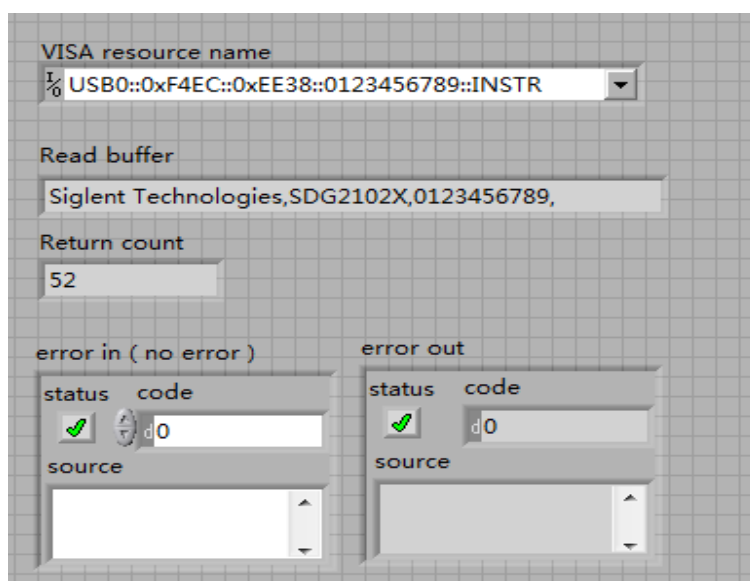 VISA resource name
I/O USB0::0xF4EC::0xEE38::0123456789::INSTR
Read buffer
Siglent Technologies,SDG2102X,0123456789,
Return count
52
error in ( no error )
error out
status code
d 0
source
status code
d 0
source